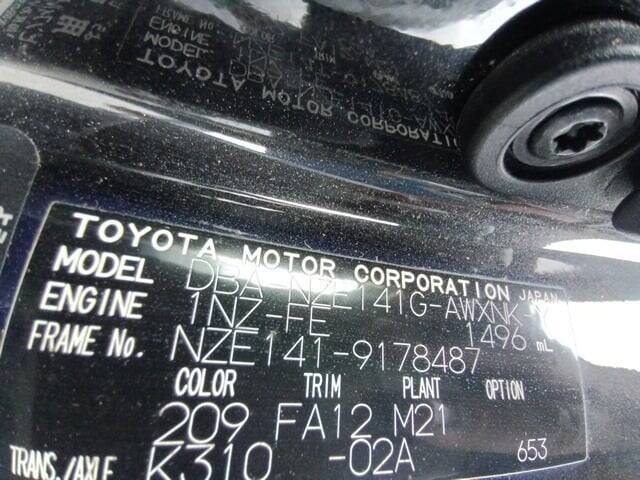 TOYOTA MOTOR CORPORATION JAPAN
MODEL DBA-NZE141G-AWXNK
ENGINE 1NZ-FE 1496 mL
FRAME No. NZE141-9178487
COLOR TRIM PLANT OPTION
209 FA12 M21
TRANS./AXLE K310 -02A 653